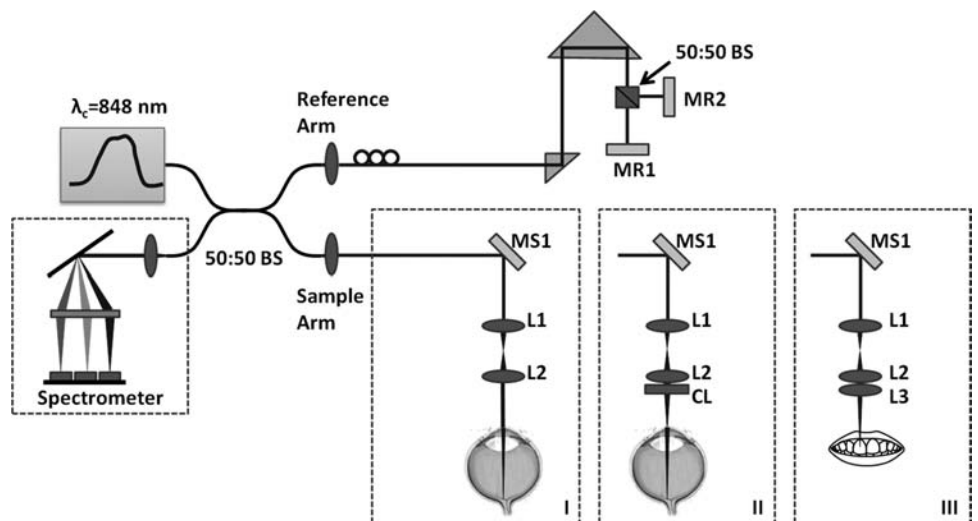 50:50 BS
MR2
MR1
λc=848 nm
Reference
Arm
50:50 BS
Sample
Arm
Spectrometer
MS1
L1
L2
I
MS1
L1
L2
CL
II
MS1
L1
L2
L3
III